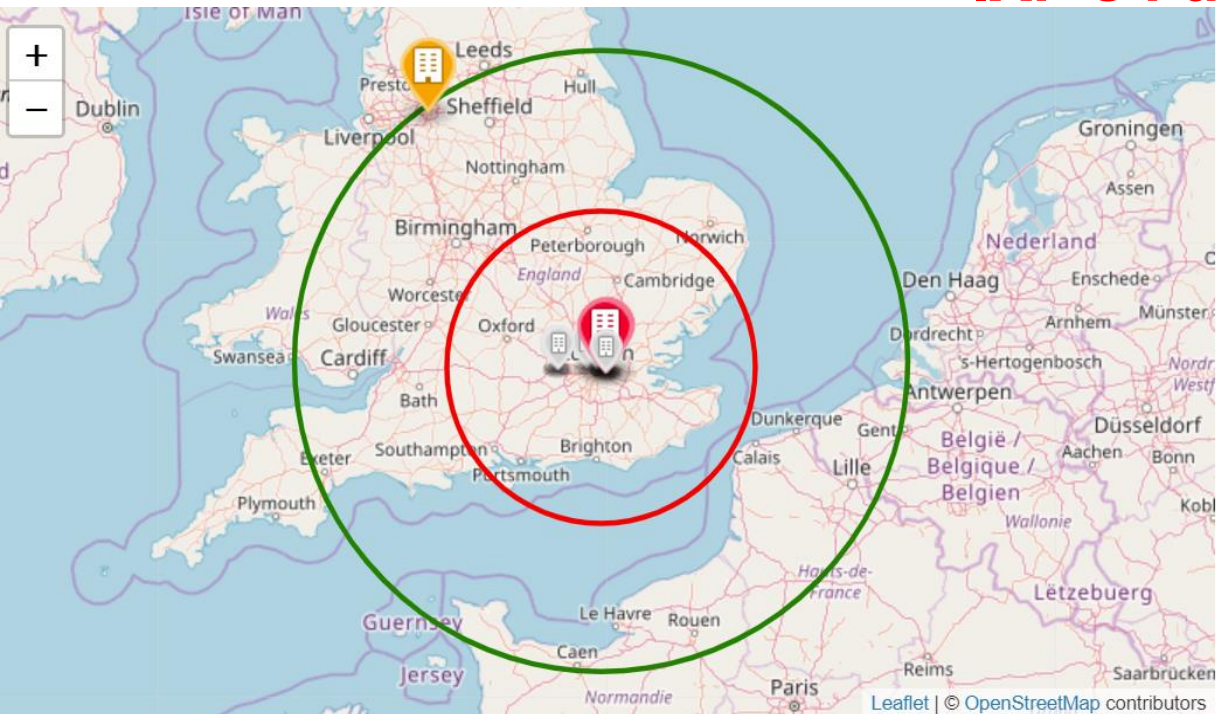 Isle of Man
+
−
Leeds
Hull
Dublin
Sheffield
Liverpool
Groningen
Nottingham
Assen
Birmingham
Norwich
Peterborough
Nederland
England
Cambridge
Den Haag
Enschede
Worcester
Wales
Gloucester
Oxford
Arnhem
Münster
Dordrecht
Swansea
Cardiff
's-Hertogenbosch
Bath
Antwerpen
Dunkerque
Gent
Düsseldorf
Southampton
Brighton
België /
Aachen
Bonn
Exeter
Calais
Lille
Belgique /
Portsmouth
Belgien
Plymouth
Wallonie
Hauts-de-
France
Lëtzebuerg
Guernsey
Le Havre
Rouen
Caen
Jersey
Reims
Saarbrücken
Paris
Normandie
Leaflet | © OpenStreetMap contributors